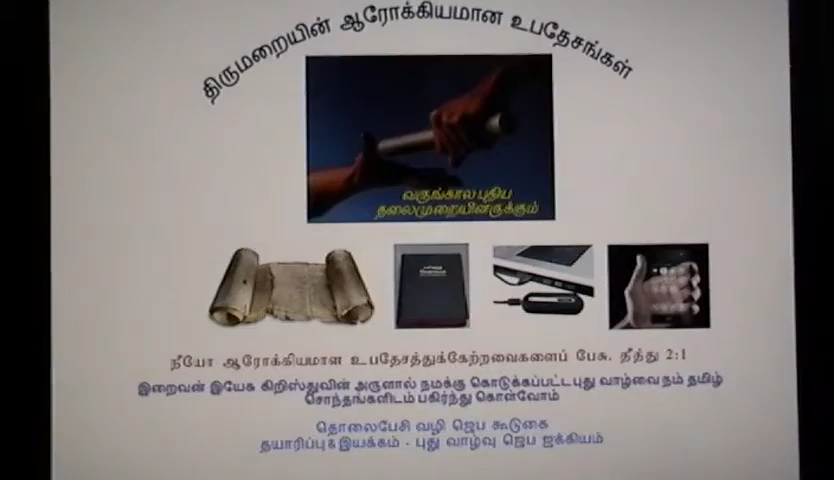 திருமறையின் ஆரோக்கியமான உபதேசங்கள்
வருங்கால புதிய
தலைமுறையினருக்கும்
நீயோ ஆரோக்கியமான உபதேசத்துக்கேற்றவைகளைப் பேசு. தீத்து 2:1
இறைவன் இயேசு கிறிஸ்துவின் அருளால் நமக்கு கொடுக்கப்பட்ட புது வாழ்வை நம் தமிழ்
சொந்தங்களிடம் பகிர்ந்து கொள்வோம்
தொலைபேசி வழி ஜெப கூடுகை
தயாரிப்பு & இயக்கம் - புது வாழ்வு ஜெப ஐக்கியம்